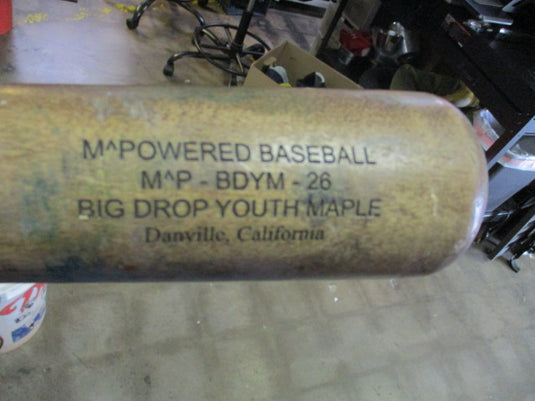 M^POWERED BASEBALL
M^P - BDYM - 26
BIG DROP YOUTH MAPLE
Danville, California